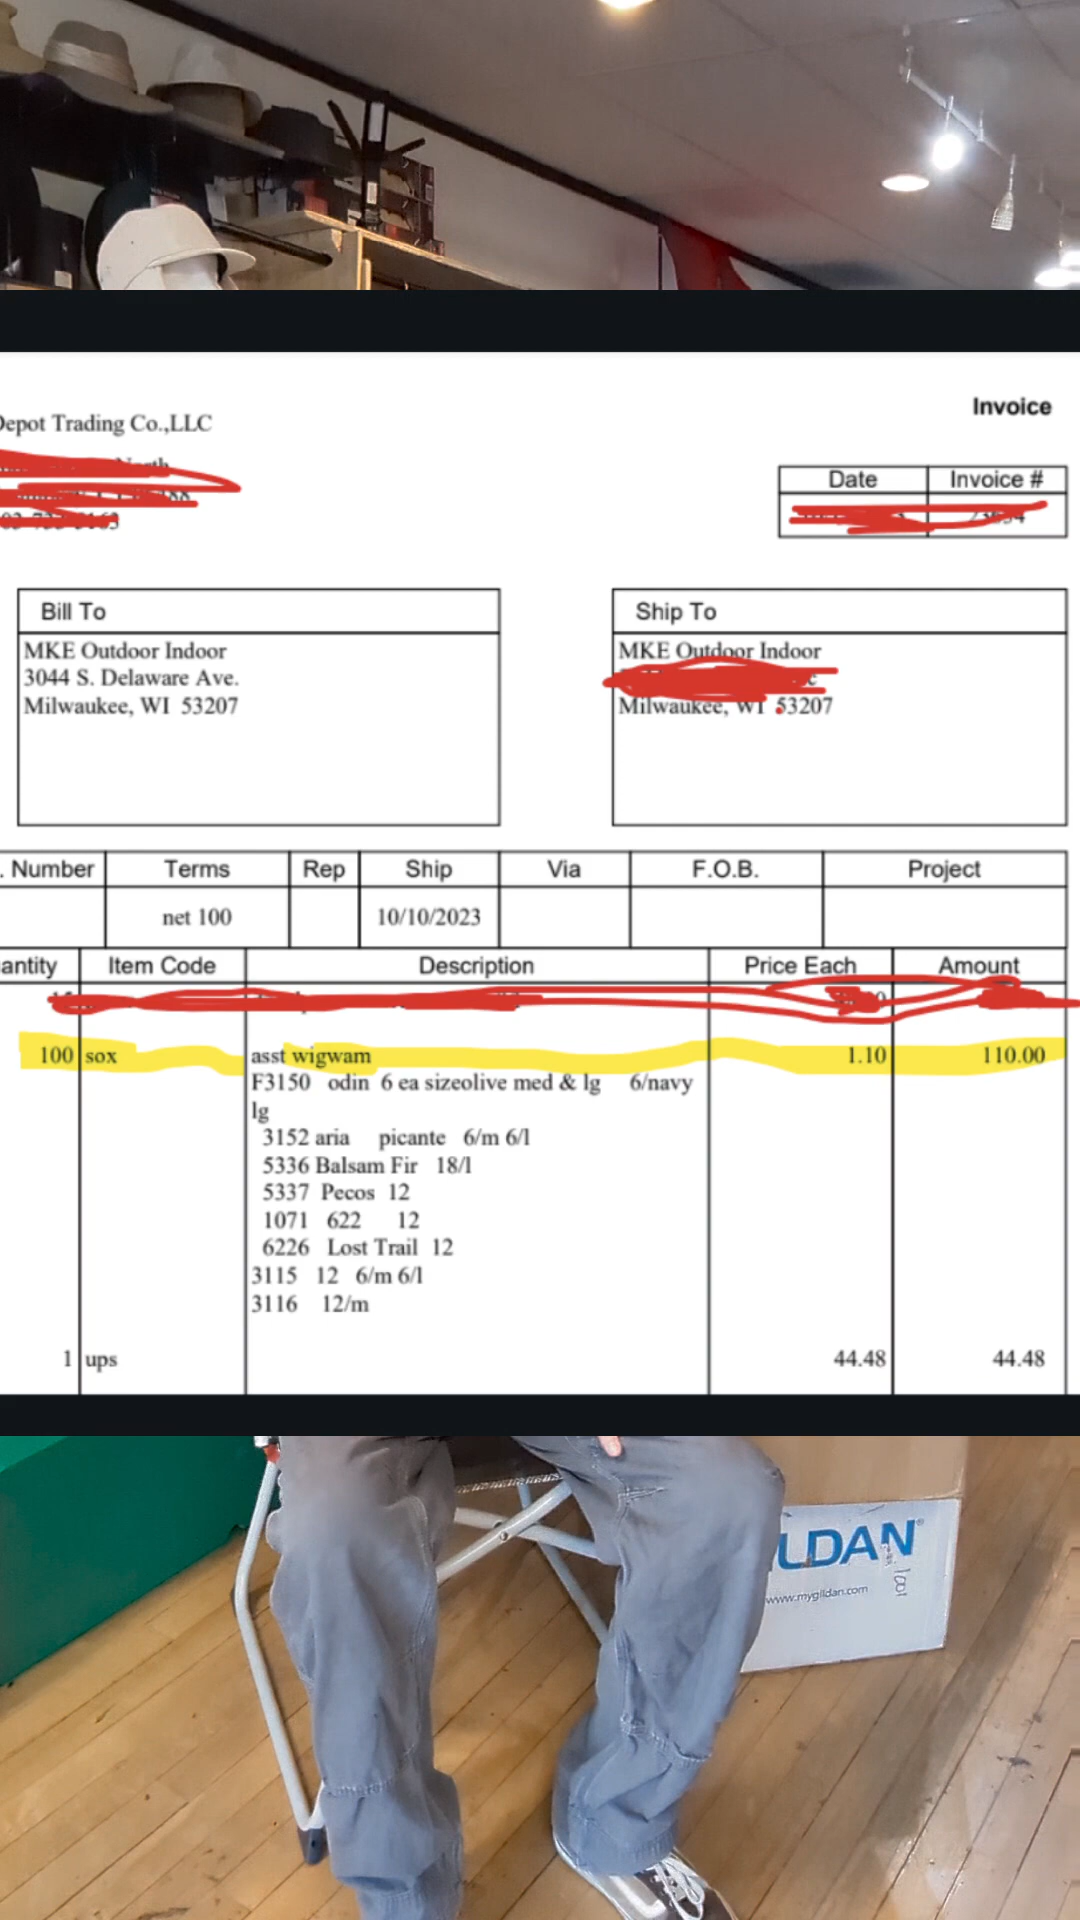 Depot Trading Co.,LLC
Invoice
Date Invoice #
Bill To
MKE Outdoor Indoor
3044 S. Delaware Ave.
Milwaukee, WI 53207
Ship To
MKE Outdoor Indoor
Milwaukee, WI 53207
. Number Terms Rep Ship Via F.O.B. Project
net 100 10/10/2023
antity Item Code Description Price Each Amount
100 sox asst wigwam 1.10 110.00
F3150 odin 6 ea sizeolive med & lg 6/navy
lg
3152 aria picante 6/m 6/l
5336 Balsam Fir 18/l
5337 Pecos 12
1071 622 12
6226 Lost Trail 12
3115 12 6/m 6/l
3116 12/m
1 ups 44.48 44.48
LDAN
www.mygildan.com